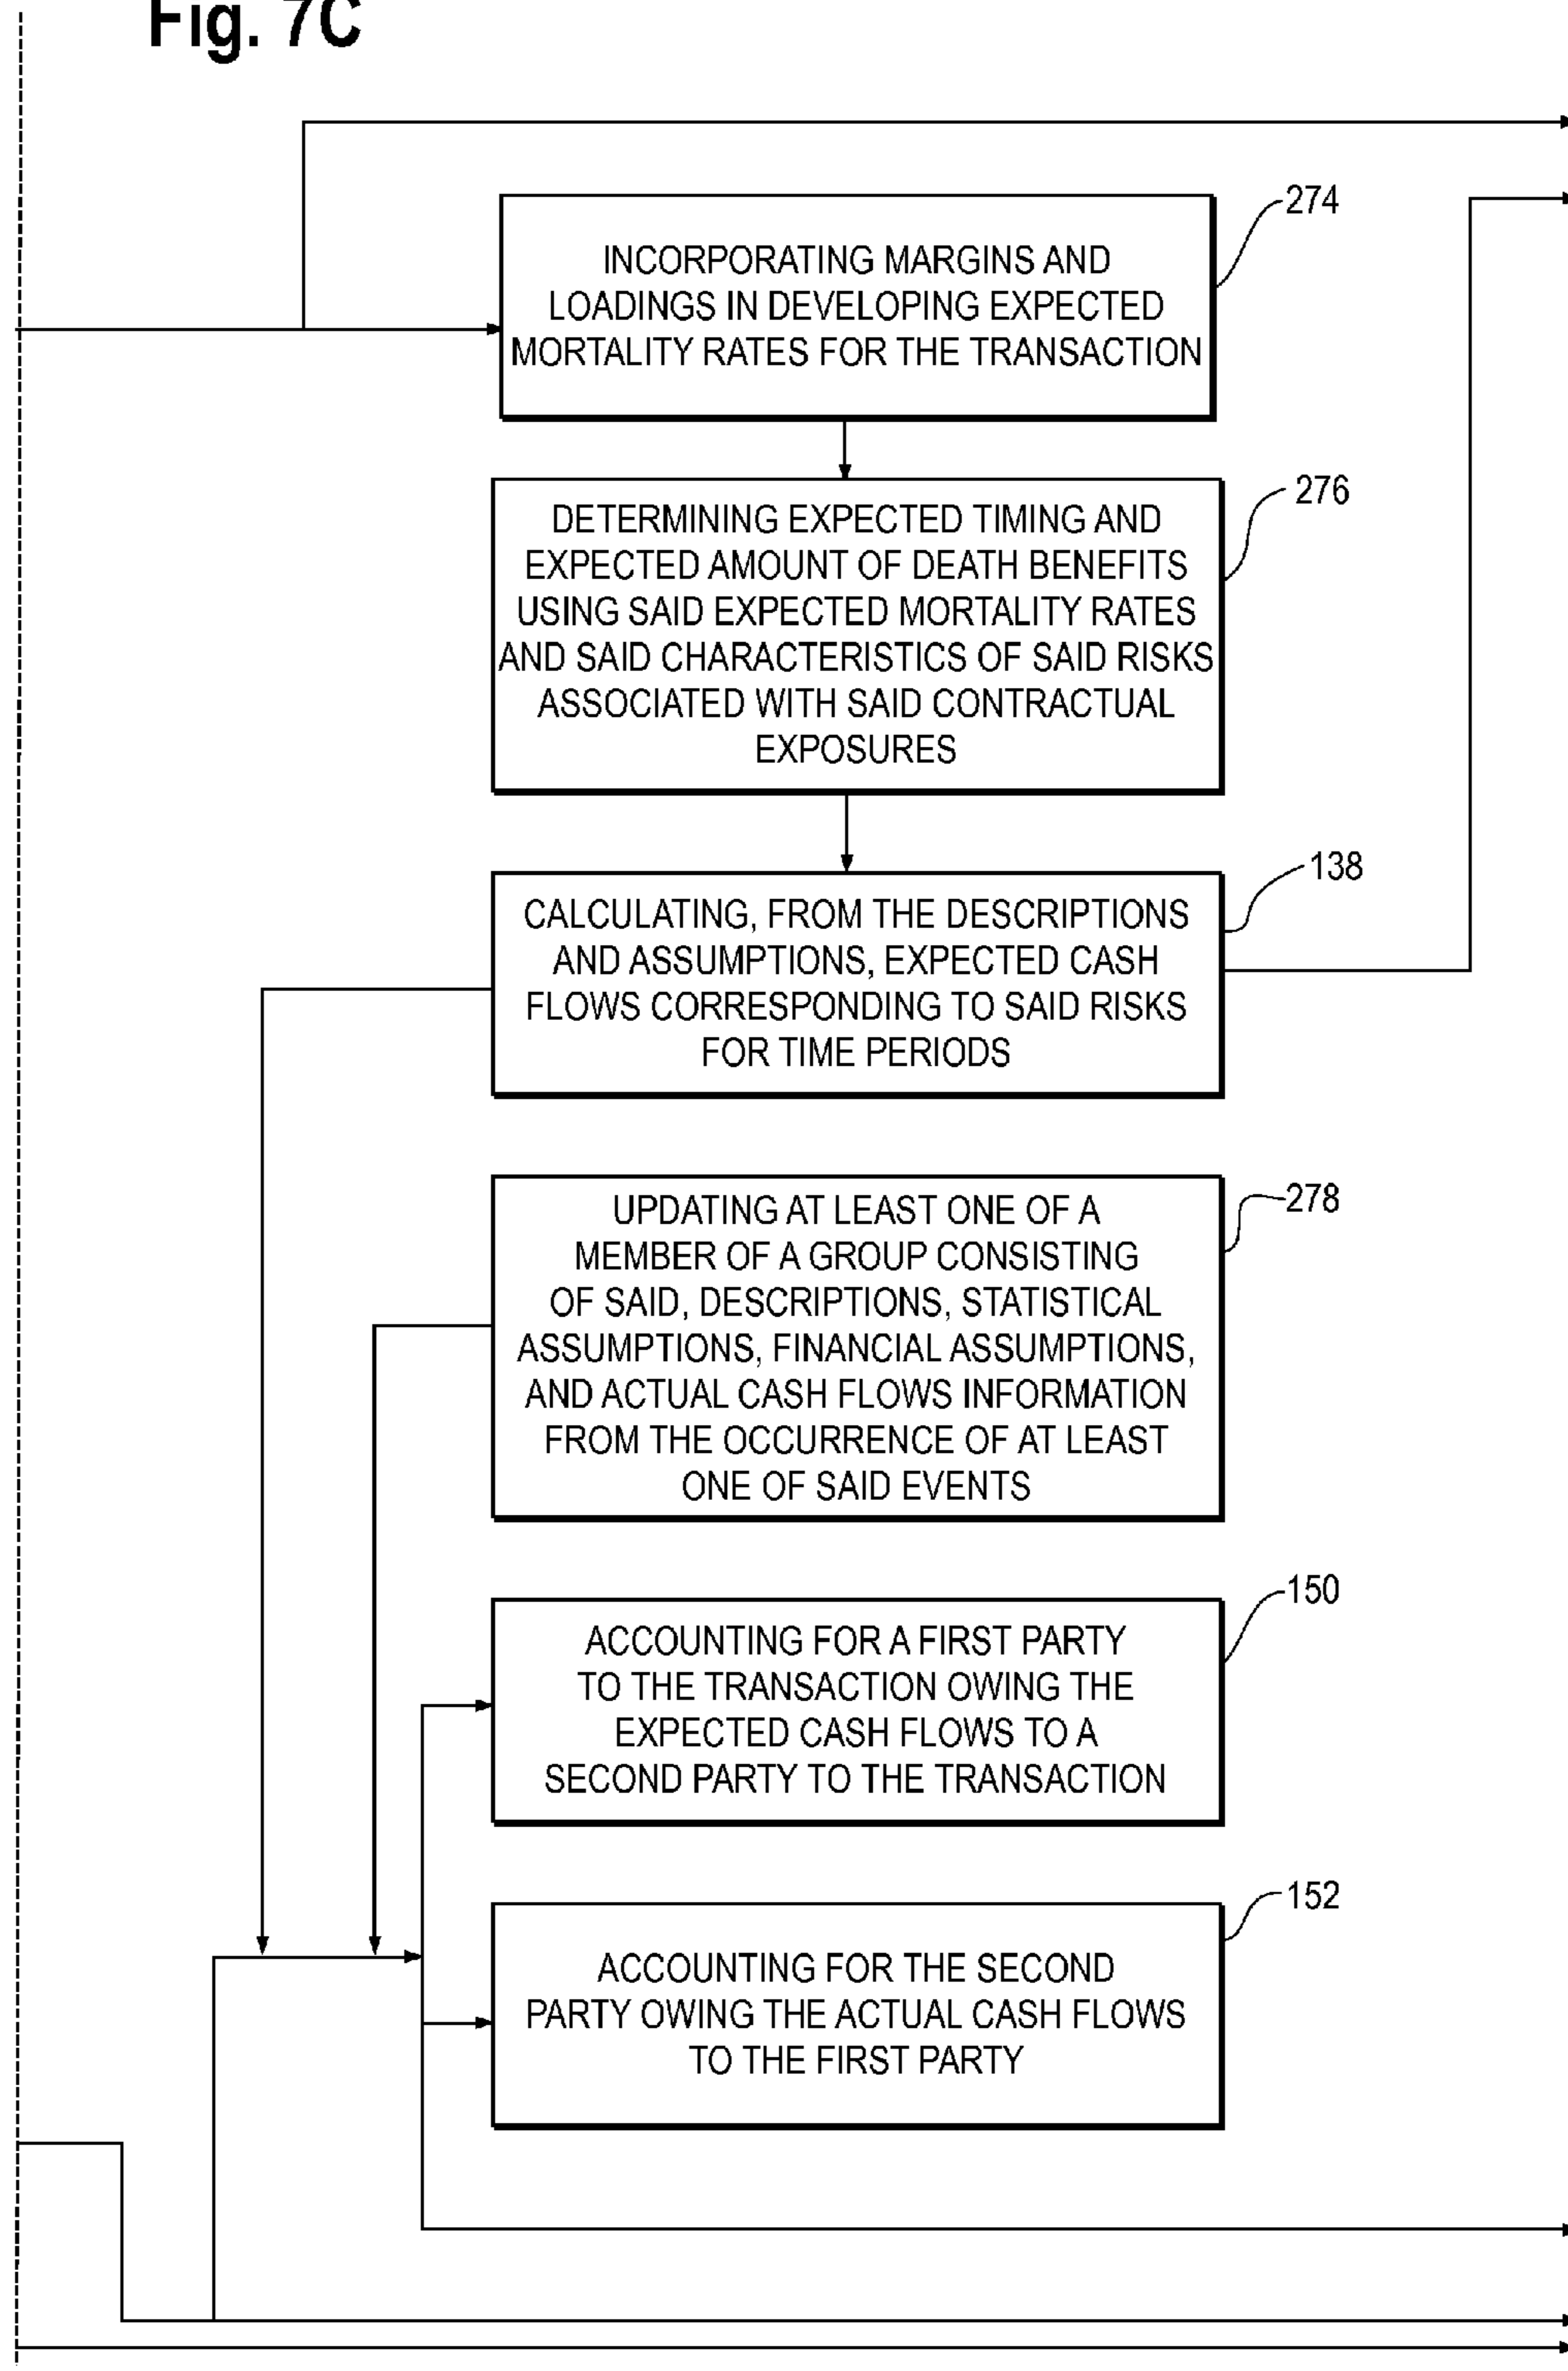 Fig. 7C
274
INCORPORATING MARGINS AND
LOADINGS IN DEVELOPING EXPECTED
MORTALITY RATES FOR THE TRANSACTION
276
DETERMINING EXPECTED TIMING AND
EXPECTED AMOUNT OF DEATH BENEFITS
USING SAID EXPECTED MORTALITY RATES
AND SAID CHARACTERISTICS OF SAID RISKS
ASSOCIATED WITH SAID CONTRACTUAL
EXPOSURES
138
CALCULATING, FROM THE DESCRIPTIONS
AND ASSUMPTIONS, EXPECTED CASH
FLOWS CORRESPONDING TO SAID RISKS
FOR TIME PERIODS
278
UPDATING AT LEAST ONE OF A
MEMBER OF A GROUP CONSISTING
OF SAID, DESCRIPTIONS, STATISTICAL
ASSUMPTIONS, FINANCIAL ASSUMPTIONS,
AND ACTUAL CASH FLOWS INFORMATION
FROM THE OCCURRENCE OF AT LEAST
ONE OF SAID EVENTS
150
ACCOUNTING FOR A FIRST PARTY
TO THE TRANSACTION OWING THE
EXPECTED CASH FLOWS TO A
SECOND PARTY TO THE TRANSACTION
152
ACCOUNTING FOR THE SECOND
PARTY OWING THE ACTUAL CASH FLOWS
TO THE FIRST PARTY